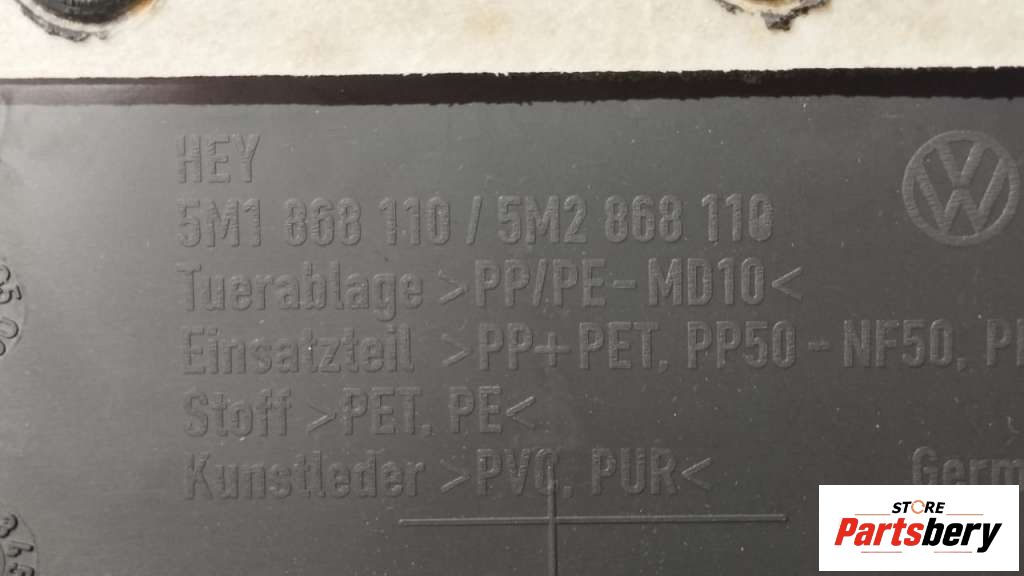 HEY
5M1 868 110 / 5M2 868 110
Tuerablage >PP/PE-MD10<
Einsatzteil >PP+PET, PP50-NF50,
Stoff >PET, PE<
Kunstleder >PVC, PUR<
STORE
Partsbery